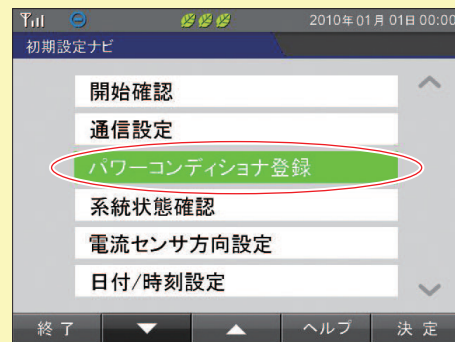 2010年01月01日00:00
初期設定ナビ
開始確認
通信設定
パワーコンディショナ登録
系統状態確認
電流センサ方向設定
日付/時刻設定
終了 ▼ ▲ ヘルプ 決定